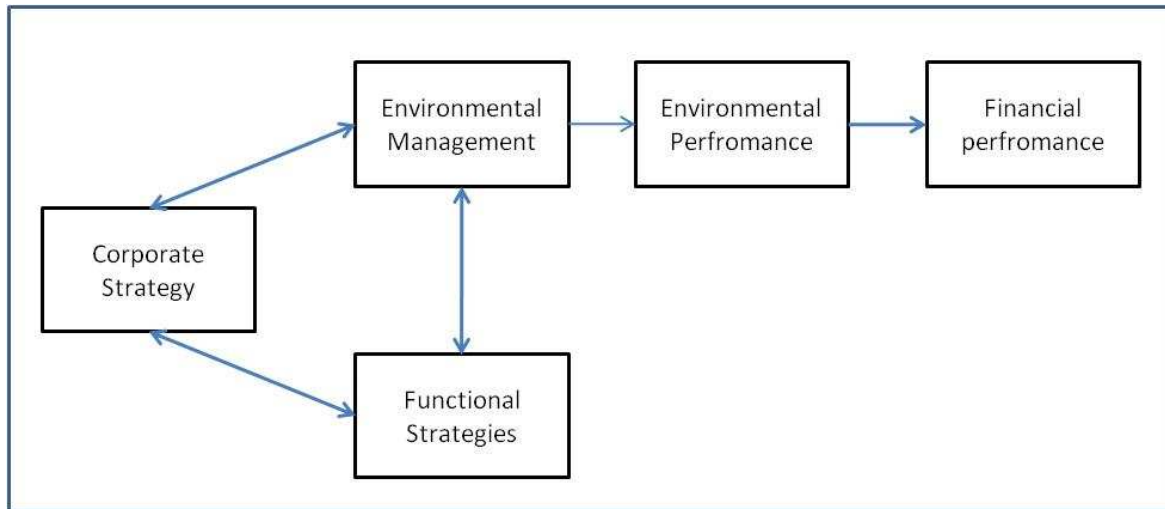 Environmental
Management
Environmental
Perfromance
Financial
perfromance
Corporate
Strategy
Functional
Strategies